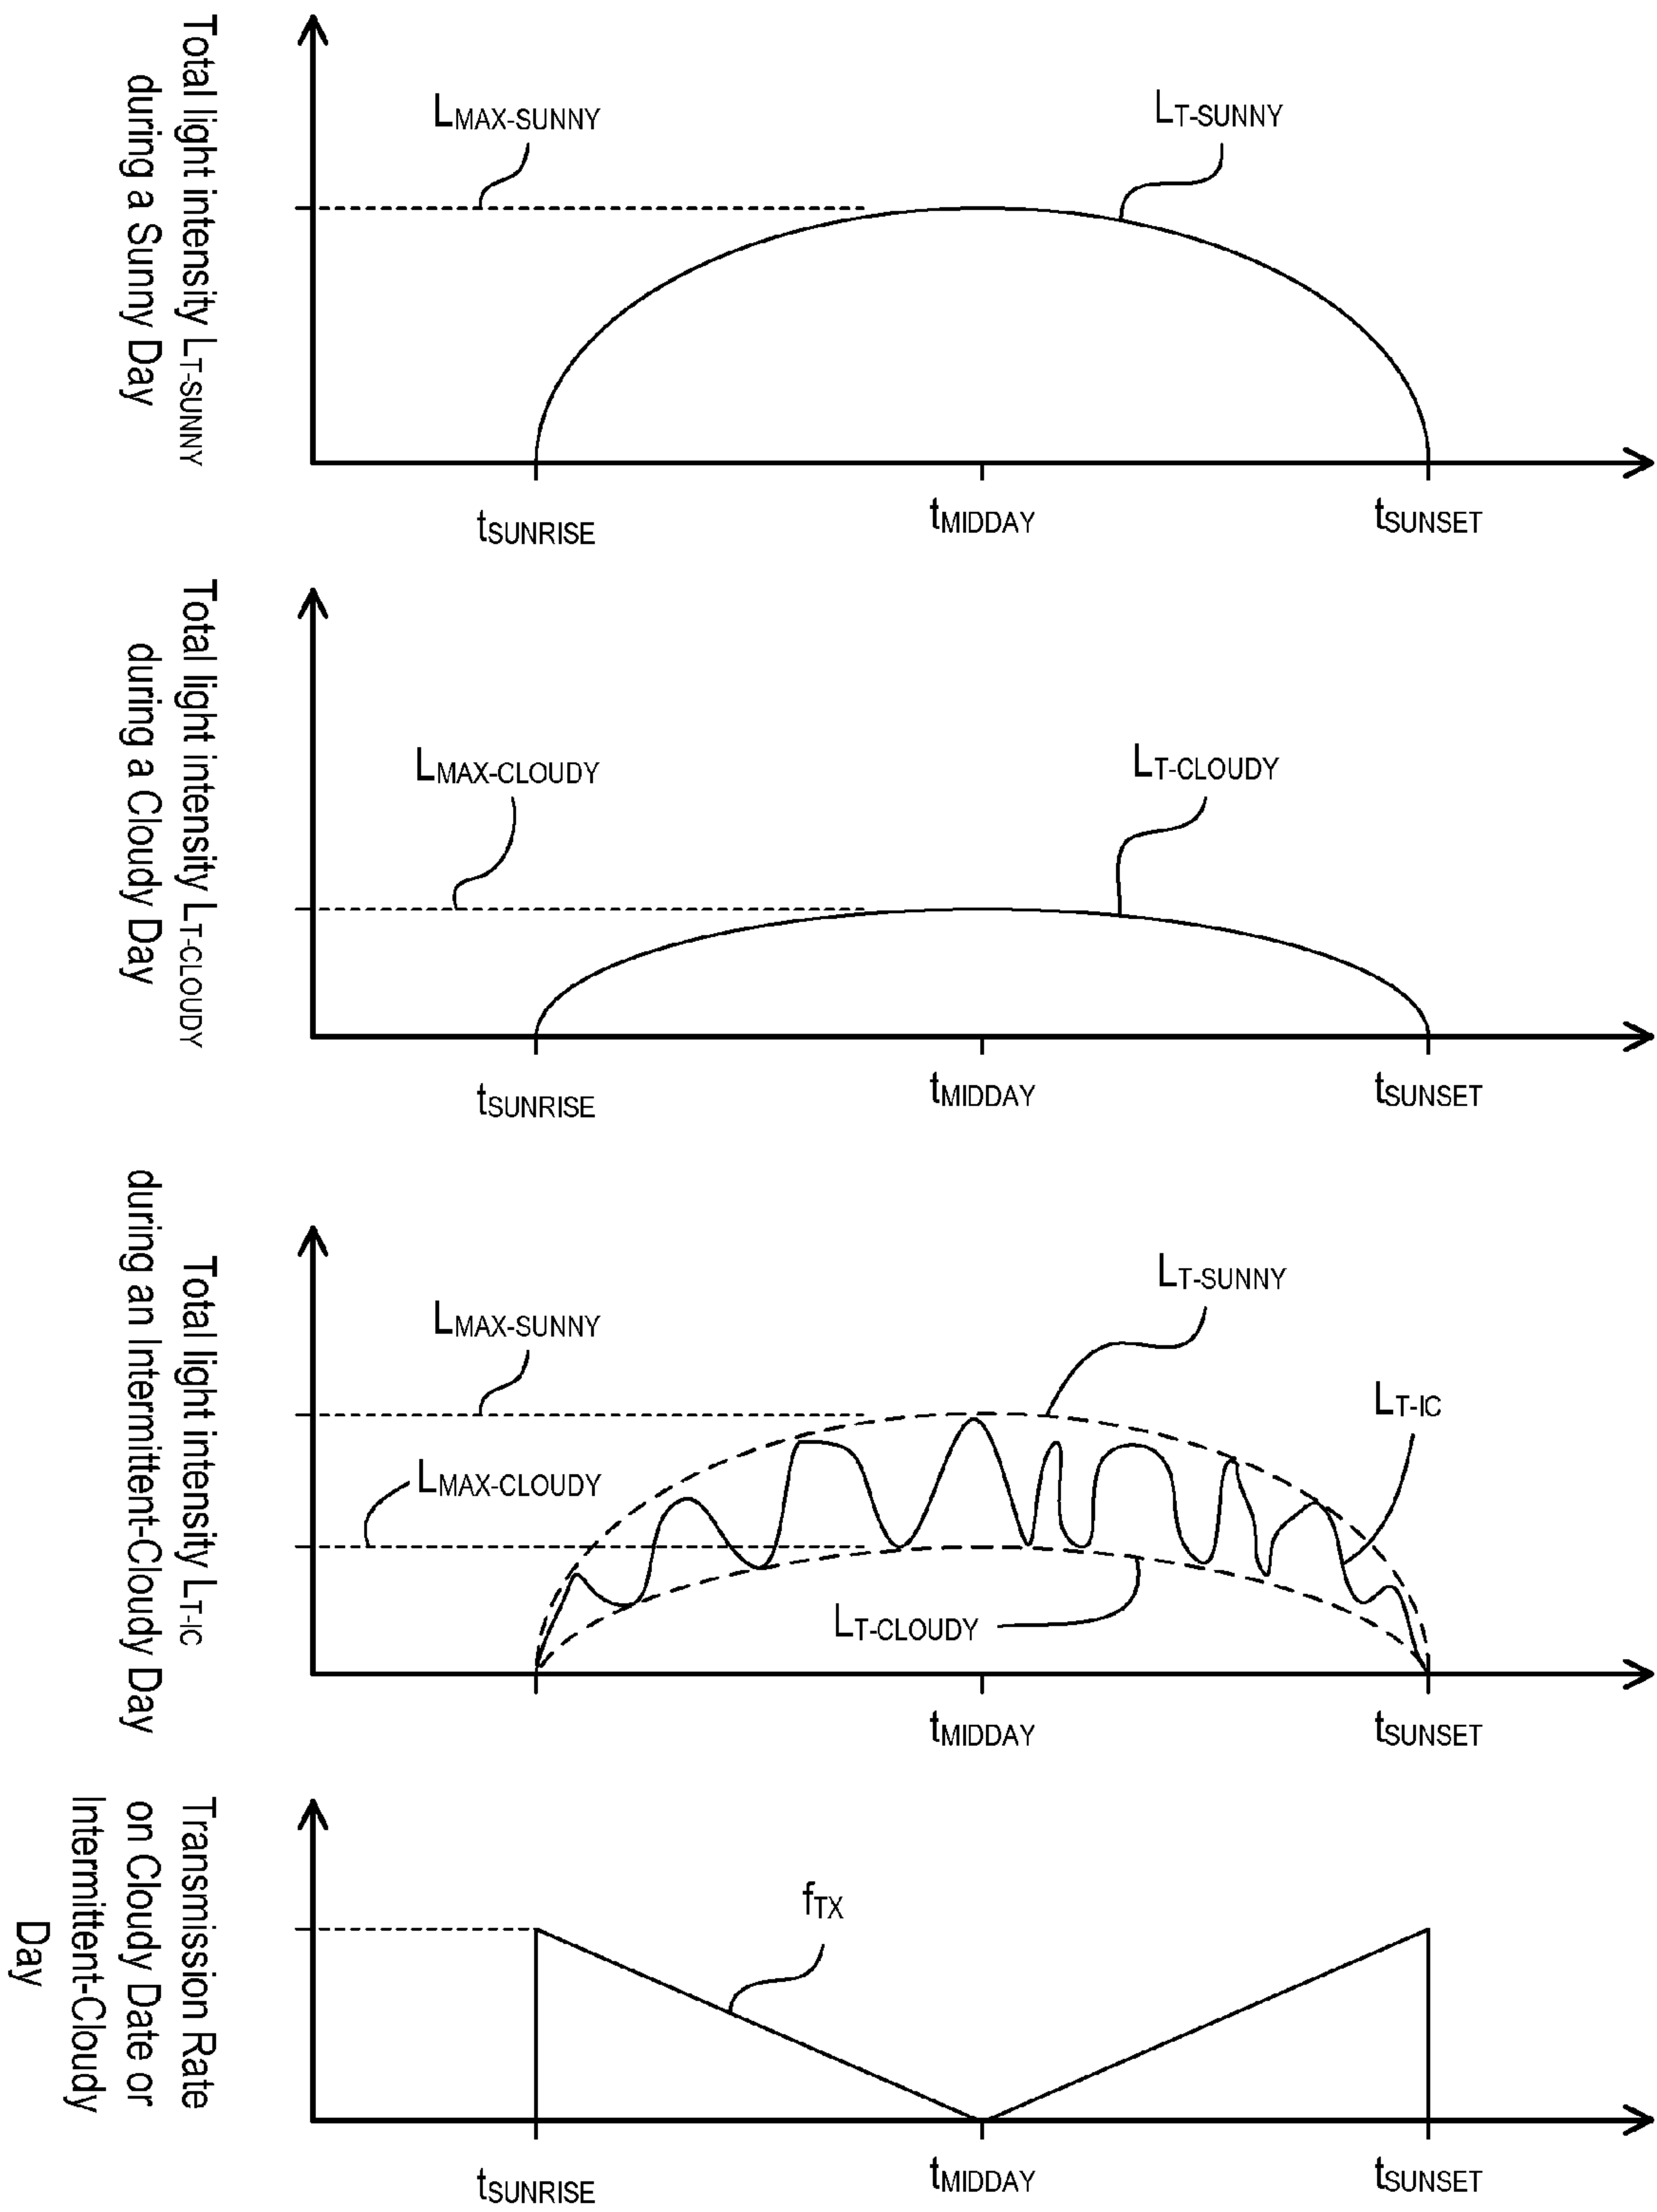 Total light intensity LT-SUNNY
during a Sunny Day
LMAX-SUNNY
LT-SUNNY
tSUNRISE
tMIDDAY
tSUNSET
Total light intensity LT-CLOUDY
during a Cloudy Day
LMAX-CLOUDY
LT-CLOUDY
tSUNRISE
tMIDDAY
tSUNSET
Total light intensity LT-IC
during an Intermittent-Cloudy Day
LMAX-SUNNY
LT-SUNNY
LT-IC
LMAX-CLOUDY
LT-CLOUDY
tMIDDAY
tSUNSET
Transmission Rate
on Cloudy Date or
Intermittent-Cloudy
Day
fTX
tSUNRISE
tMIDDAY
tSUNSET